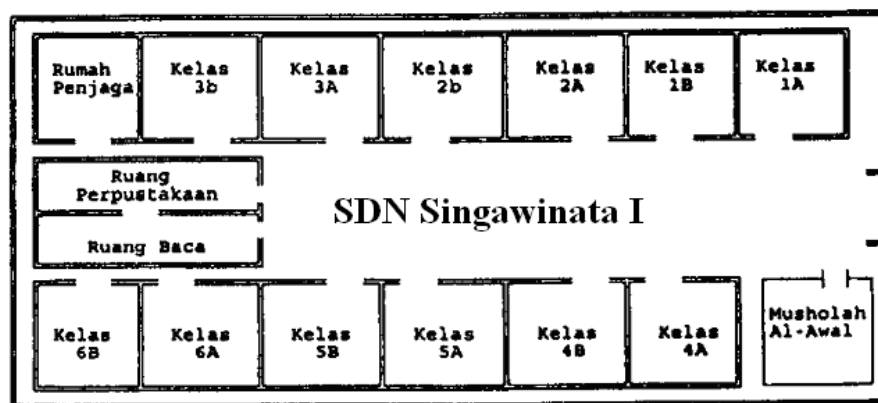 Rumah
Penjaga
Kelas
3b
Kelas
3A
Kelas
2b
Kelas
2A
Kelas
1B
Kelas
1A
Ruang
Perpustakaan
SDN Singawinata I
Ruang Baca
Kelas
6B
Kelas
6A
Kelas
5B
Kelas
5A
Kelas
4B
Kelas
4A
Musholah
Al-Awal